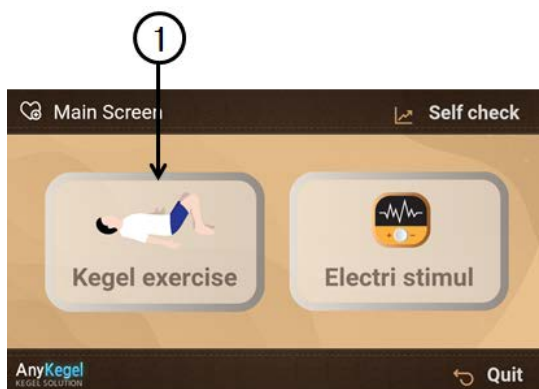 1
Main Screen
Self check
Kegel exercise
Electri stimul
AnyKegel
KEGEL SOLUTION
Quit